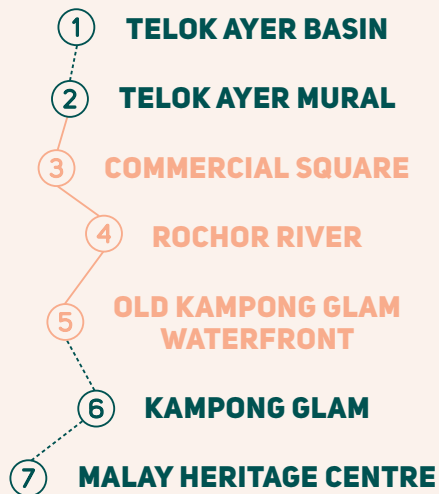 1 TELOK AYER BASIN
2 TELOK AYER MURAL
3 COMMERCIAL SQUARE
4 ROCHOR RIVER
5 OLD KAMPONG GLAM
WATERFRONT
6 KAMPONG GLAM
7 MALAY HERITAGE CENTRE